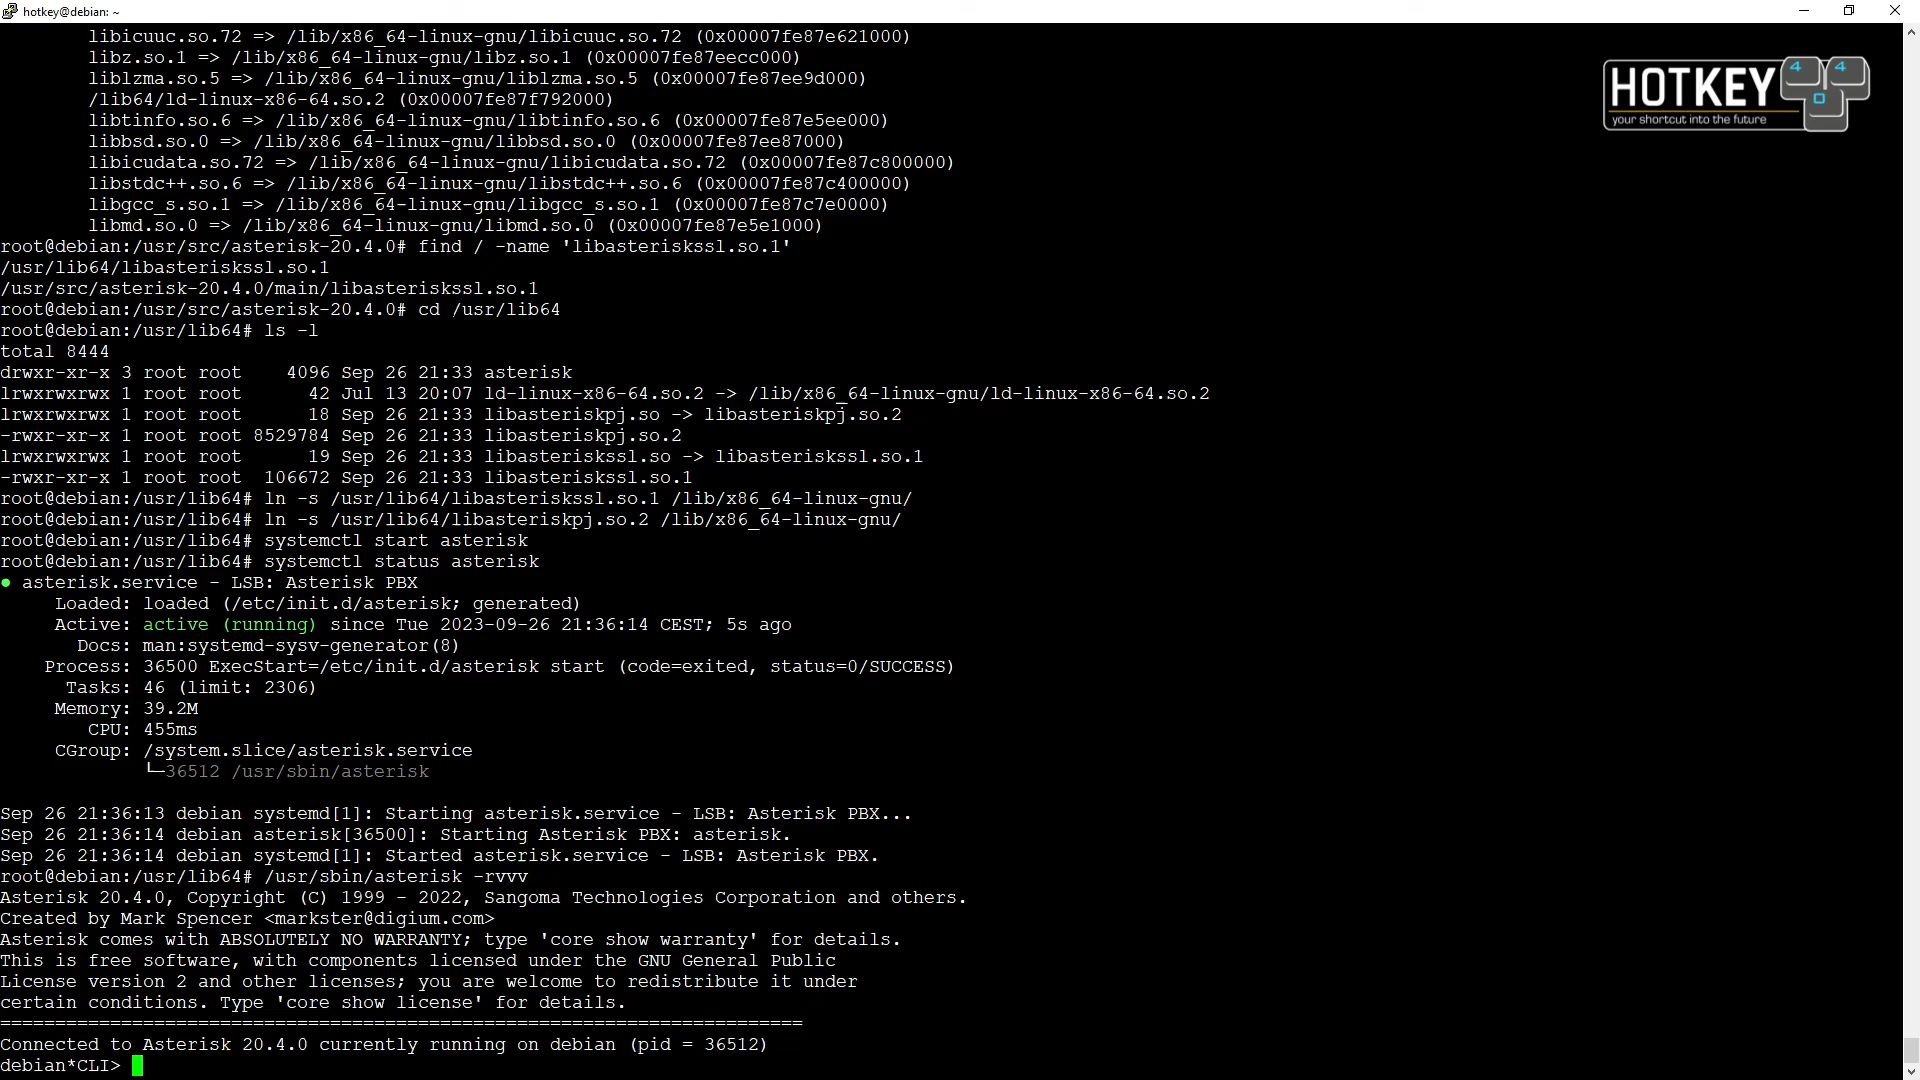 hotkey@debian: ~
libicuuc.so.72 => /lib/x86_64-linux-gnu/libicuuc.so.72 (0x00007fe87e621000)
libz.so.1 => /lib/x86_64-linux-gnu/libz.so.1 (0x00007fe87eecc000)
liblzma.so.5 => /lib/x86_64-linux-gnu/liblzma.so.5 (0x00007fe87ee9d000)
/lib64/ld-linux-x86-64.so.2 (0x00007fe87f792000)
libtinfo.so.6 => /lib/x86_64-linux-gnu/libtinfo.so.6 (0x00007fe87e5ee000)
libbsd.so.0 => /lib/x86_64-linux-gnu/libbsd.so.0 (0x00007fe87ee87000)
libicudata.so.72 => /lib/x86_64-linux-gnu/libicudata.so.72 (0x00007fe87c800000)
libstdc++.so.6 => /lib/x86_64-linux-gnu/libstdc++.so.6 (0x00007fe87c400000)
libgcc_s.so.1 => /lib/x86_64-linux-gnu/libgcc_s.so.1 (0x00007fe87c7e0000)
libmd.so.0 => /lib/x86_64-linux-gnu/libmd.so.0 (0x00007fe87e5e1000)
root@debian:/usr/src/asterisk-20.4.0# find / -name 'libasteriskssl.so.1'
/usr/lib64/libasteriskssl.so.1
/usr/src/asterisk-20.4.0/main/libasteriskssl.so.1
root@debian:/usr/src/asterisk-20.4.0# cd /usr/lib64
root@debian:/usr/lib64# ls -l
total 8444
drwxr-xr-x 3 root root    4096 Sep 26 21:33 asterisk
lrwxrwxrwx 1 root root      42 Jul 13 20:07 ld-linux-x86-64.so.2 -> /lib/x86_64-linux-gnu/ld-linux-x86-64.so.2
lrwxrwxrwx 1 root root      18 Sep 26 21:33 libasteriskpj.so -> libasteriskpj.so.2
-rwxr-xr-x 1 root root 8529784 Sep 26 21:33 libasteriskpj.so.2
lrwxrwxrwx 1 root root      19 Sep 26 21:33 libasteriskssl.so -> libasteriskssl.so.1
-rwxr-xr-x 1 root root  106672 Sep 26 21:33 libasteriskssl.so.1
root@debian:/usr/lib64# ln -s /usr/lib64/libasteriskssl.so.1 /lib/x86_64-linux-gnu/
root@debian:/usr/lib64# ln -s /usr/lib64/libasteriskpj.so.2 /lib/x86_64-linux-gnu/
root@debian:/usr/lib64# systemctl start asterisk
root@debian:/usr/lib64# systemctl status asterisk
● asterisk.service - LSB: Asterisk PBX
Loaded: loaded (/etc/init.d/asterisk; generated)
Active: active (running) since Tue 2023-09-26 21:36:14 CEST; 5s ago
Docs: man:systemd-sysv-generator(8)
Process: 36500 ExecStart=/etc/init.d/asterisk start (code=exited, status=0/SUCCESS)
Tasks: 46 (limit: 2306)
Memory: 39.2M
CPU: 455ms
CGroup: /system.slice/asterisk.service
└─36512 /usr/sbin/asterisk
Sep 26 21:36:13 debian systemd[1]: Starting asterisk.service - LSB: Asterisk PBX...
Sep 26 21:36:14 debian asterisk[36500]: Starting Asterisk PBX: asterisk.
Sep 26 21:36:14 debian systemd[1]: Started asterisk.service - LSB: Asterisk PBX.
root@debian:/usr/lib64# /usr/sbin/asterisk -rvvv
Asterisk 20.4.0, Copyright (C) 1999 - 2022, Sangoma Technologies Corporation and others.
Created by Mark Spencer <markster@digium.com>
Asterisk comes with ABSOLUTELY NO WARRANTY; type 'core show warranty' for details.
This is free software, with components licensed under the GNU General Public
License version 2 and other licenses; you are welcome to redistribute it under
certain conditions. Type 'core show license' for details.
=========================================================================
Connected to Asterisk 20.4.0 currently running on debian (pid = 36512)
debian*CLI>
HOTKEY 4 4
your shortcut into the future